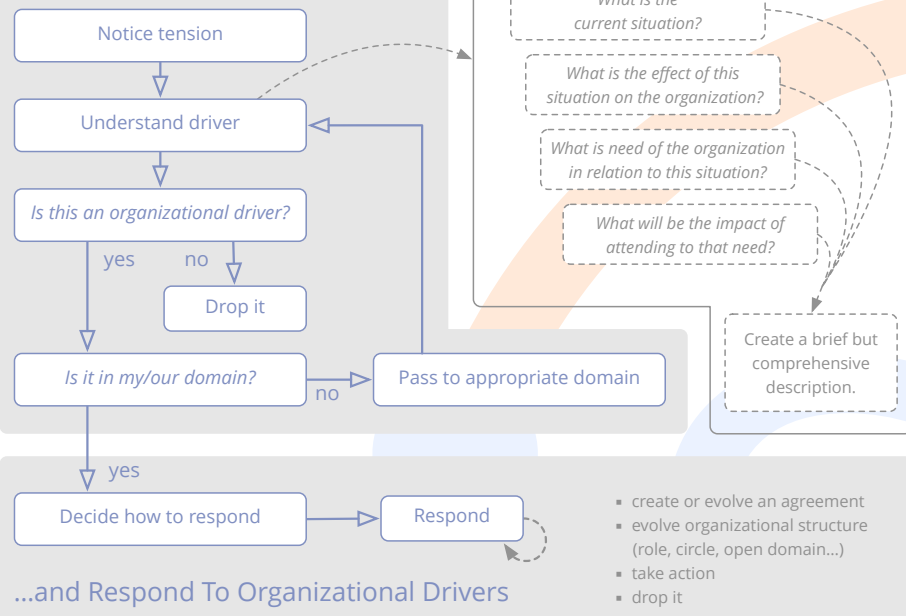 Notice tension
Understand driver
Is this an organizational driver?
yes
no
Drop it
Is it in my/our domain?
no
Pass to appropriate domain
yes
Decide how to respond
Respond
...and Respond To Organizational Drivers
What is the
current situation?
What is the effect of this
situation on the organization?
What is need of the organization
in relation to this situation?
What will be the impact of
attending to that need?
Create a brief but
comprehensive
description.
▪ create or evolve an agreement
▪ evolve organizational structure
(role, circle, open domain...)
▪ take action
▪ drop it